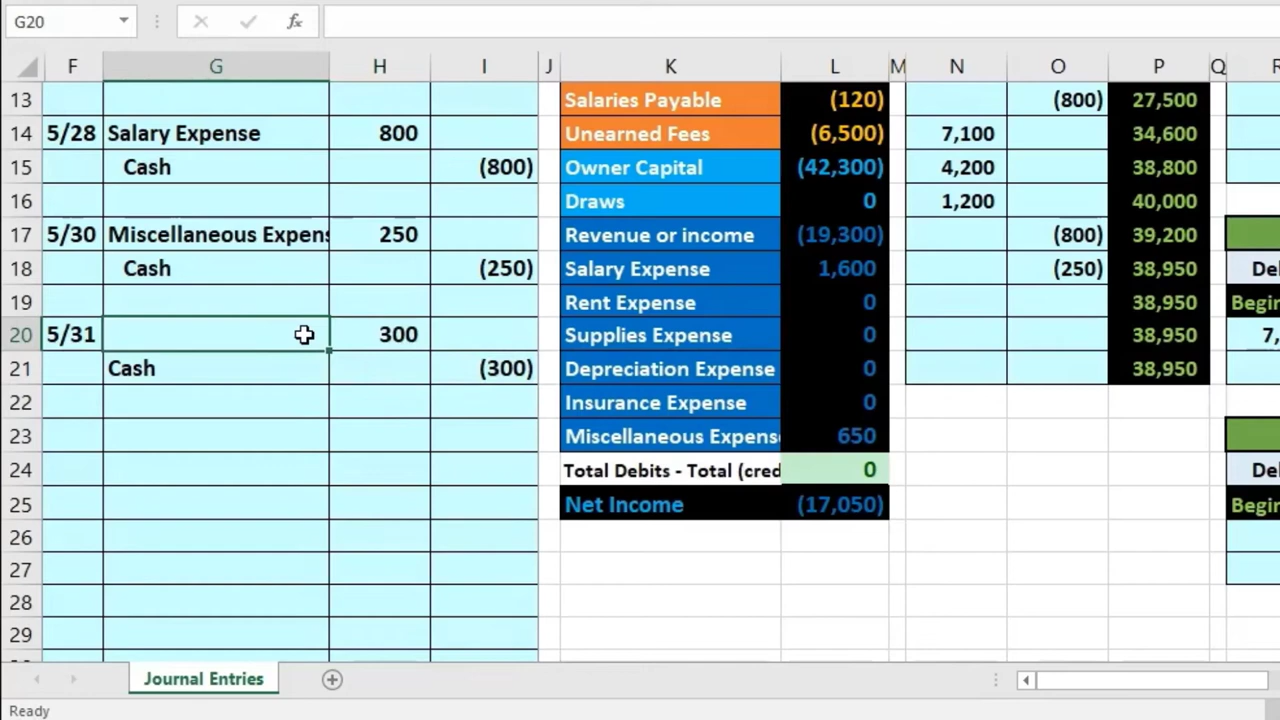 G20 fx
F G H I J K L M N O P Q
13 Salaries Payable (120) (800) 27,500
14 5/28 Salary Expense 800 Unearned Fees (6,500) 7,100 34,600
15 Cash (800) Owner Capital (42,300) 4,200 38,800
16 Draws 0 1,200 40,000
17 5/30 Miscellaneous Expens 250 Revenue or income (19,300) (800) 39,200
18 Cash (250) Salary Expense 1,600 (250) 38,950 De
19 Rent Expense 0 38,950 Begin
20 5/31 300 Supplies Expense 0 38,950 7,
21 Cash (300) Depreciation Expense 0 38,950
22 Insurance Expense 0
23 Miscellaneous Expens 650
24 Total Debits - Total (cred 0 De
25 Net Income (17,050) Begin
26
27
28
29
Journal Entries
Ready